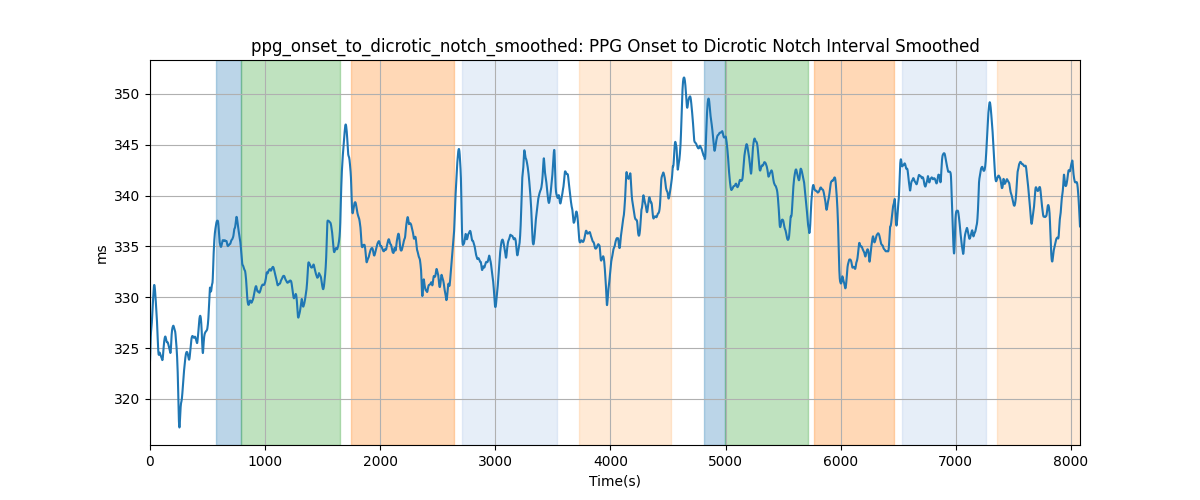 ppg_onset_to_dicrotic_notch_smoothed: PPG Onset to Dicrotic Notch Interval Smoothed
350
345
340
335
330
325
320
ms
0 1000 2000 3000 4000 5000 6000 7000 8000
Time(s)